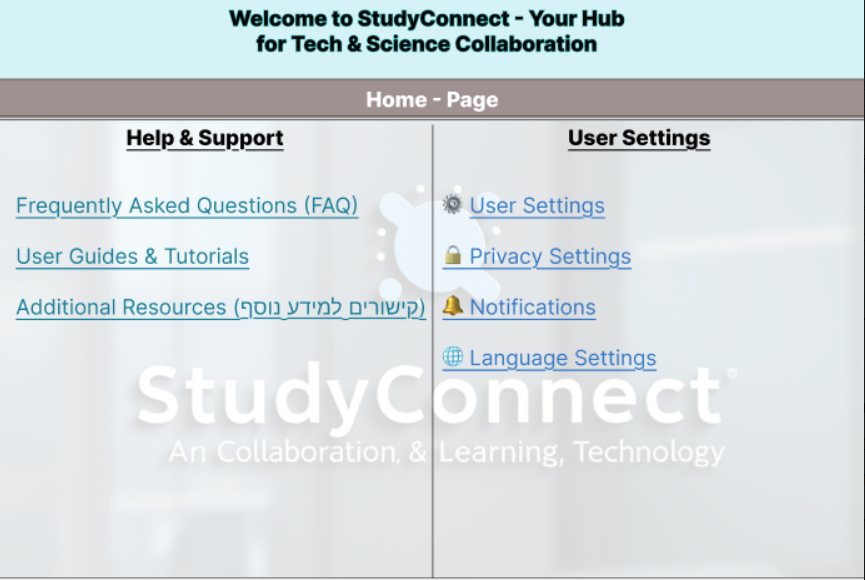 Welcome to StudyConnect - Your Hub
for Tech & Science Collaboration
Home - Page
Help & Support
Frequently Asked Questions (FAQ)
User Guides & Tutorials
Additional Resources (קישורים למידע נוסף)
User Settings
⚙️ User Settings
🔒 Privacy Settings
🔔 Notifications
🌐 Language Settings
StudyConnect
An Collaboration, & Learning, Technology